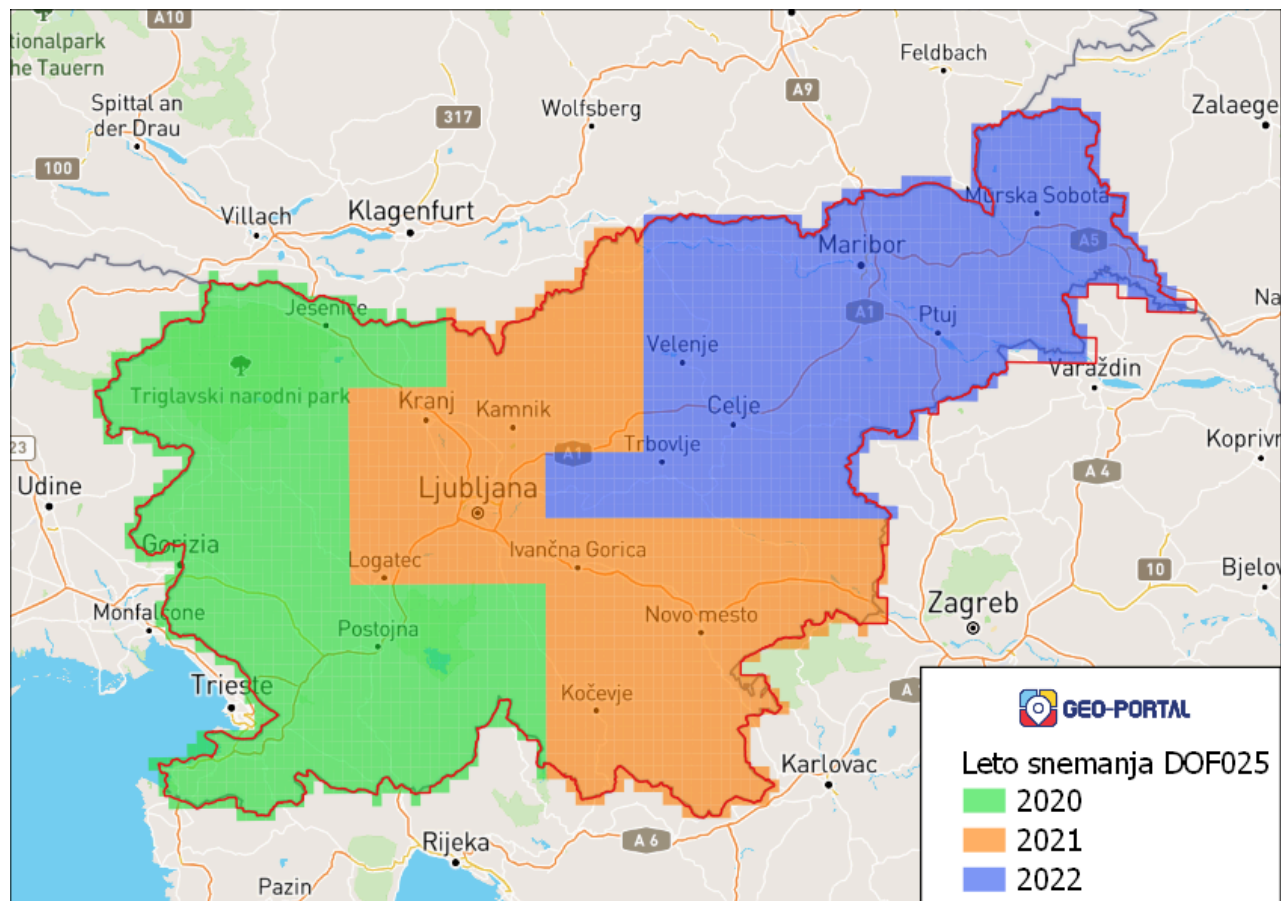 A10
tionalpark
he Tauern
Feldbach
A9
Spittal an
der Drau
Wolfsberg
317
Zalaege
100
Murska Sobota
Villach
Klagenfurt
Maribor
A5
Jesenice
A1
Ptuj
Na
Velenje
Varaždin
Triglavski narodni park
Kranj
Kamnik
Celje
23
A1
Trbovlje
Koprivn
A 4
Udine
Ljubljana
Gorizia
Ivančna Gorica
Logatec
10
Bjelov
Zagreb
Monfalcone
Novo mesto
Postojna
Trieste
Kočevje
A
GEO-PORTAL
Karlovac
Leto snemanja DOF025
2020
Rijeka
A 6
2021
Pazin
2022